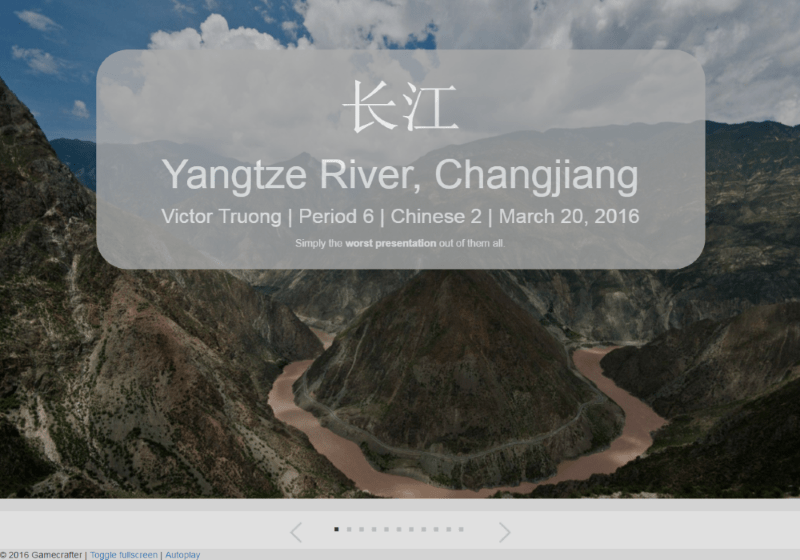 长江
Yangtze River, Changjiang
Victor Truong | Period 6 | Chinese 2 | March 20, 2016
Simply the worst presentation out of them all.
© 2016 Gamecrafter | Toggle fullscreen | Autoplay